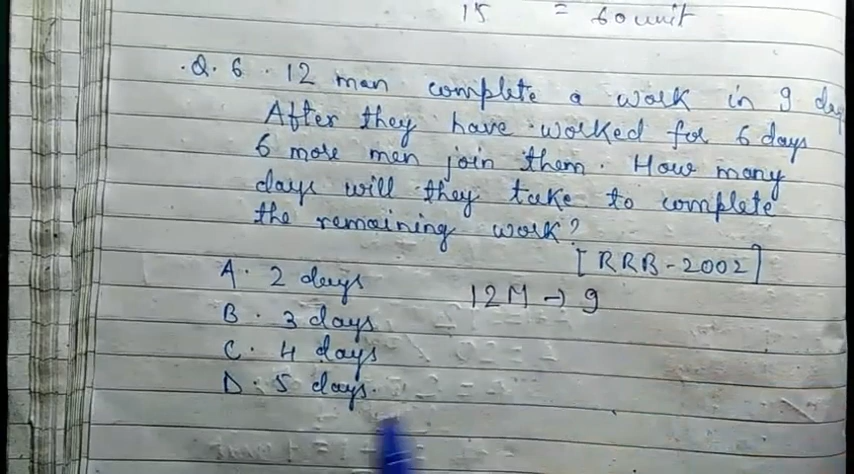 15 = 60 unit
.Q. 6 . 12 man complete a work in 9 day
After they have worked for 6 days
6 more men join them. How many
days will they take to complete
the remaining work?
[RRB-2002]
A. 2 days
12M → 9
B. 3 days
C. 4 days
D. 5 days.